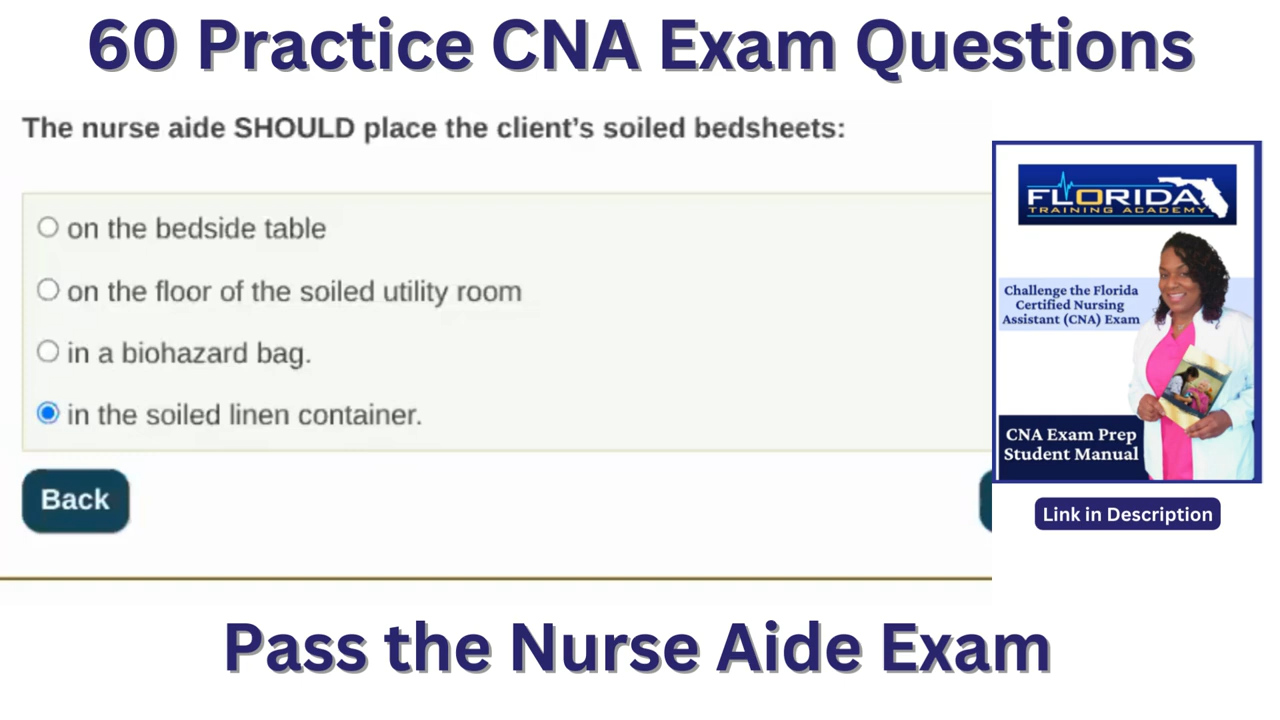 60 Practice CNA Exam Questions
The nurse aide SHOULD place the client's soiled bedsheets:
on the bedside table
on the floor of the soiled utility room
in a biohazard bag.
in the soiled linen container.
Back
FLORIDA
TRAINING ACADEMY
Challenge the Florida
Certified Nursing
Assistant (CNA) Exam
CNA Exam Prep
Student Manual
Link in Description
Pass the Nurse Aide Exam